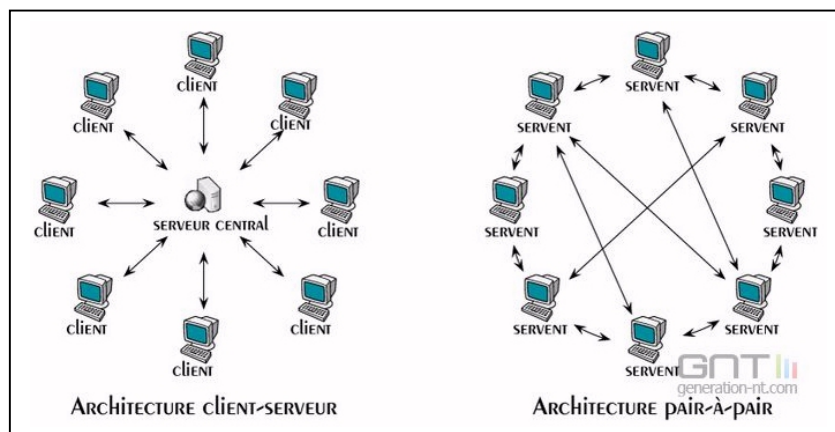 CLIENT
CLIENT
CLIENT
CLIENT
SERVEUR CENTRAL
CLIENT
CLIENT
CLIENT
CLIENT
ARCHITECTURE CLIENT-SERVEUR
SERVENT
SERVENT
SERVENT
SERVENT
SERVENT
SERVENT
SERVENT
SERVENT
GNT
generation-nt.com
ARCHITECTURE PAIR-À-PAIR